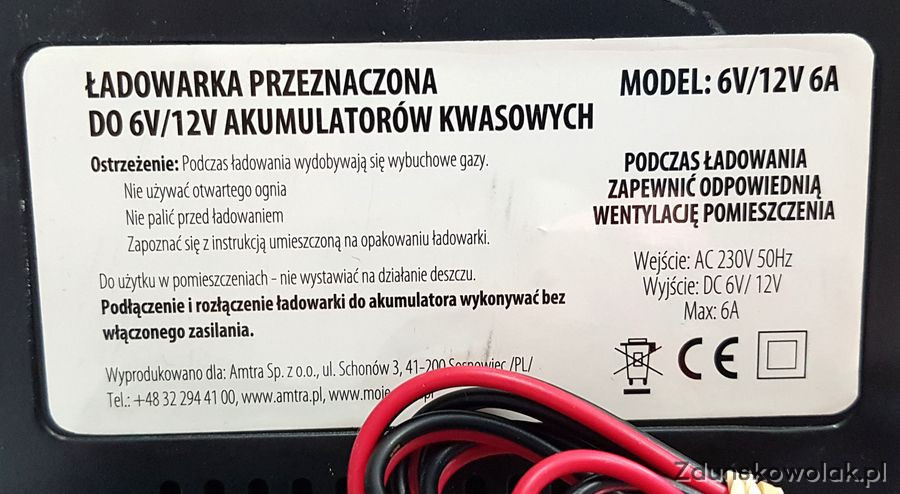 ŁADOWARKA PRZEZNACZONA
DO 6V/12V AKUMULATORÓW KWASOWYCH
Ostrzeżenie: Podczas ładowania wydobywają się wybuchowe gazy.
Nie używać otwartego ognia
Nie palić przed ładowaniem
Zapoznać się z instrukcją umieszczoną na opakowaniu ładowarki.
Do użytku w pomieszczeniach - nie wystawiać na działanie deszczu.
Podłączenie i rozłączenie ładowarki do akumulatora wykonywać bez
włączonego zasilania.
Wyprodukowano dla: Amtra Sp. z o.o., ul. Schonów 3, 41-200 Sosnowiec /PL/
Tel.: +48 32 294 41 00, www.amtra.pl,
MODEL: 6V/12V 6A
PODCZAS ŁADOWANIA
ZAPEWNIĆ ODPOWIEDNIĄ
WENTYLACJĘ POMIESZCZENIA
Wejście: AC 230V 50Hz
Wyjście: DC 6V/ 12V
Max: 6A
CE
Zdunskowolak.pl